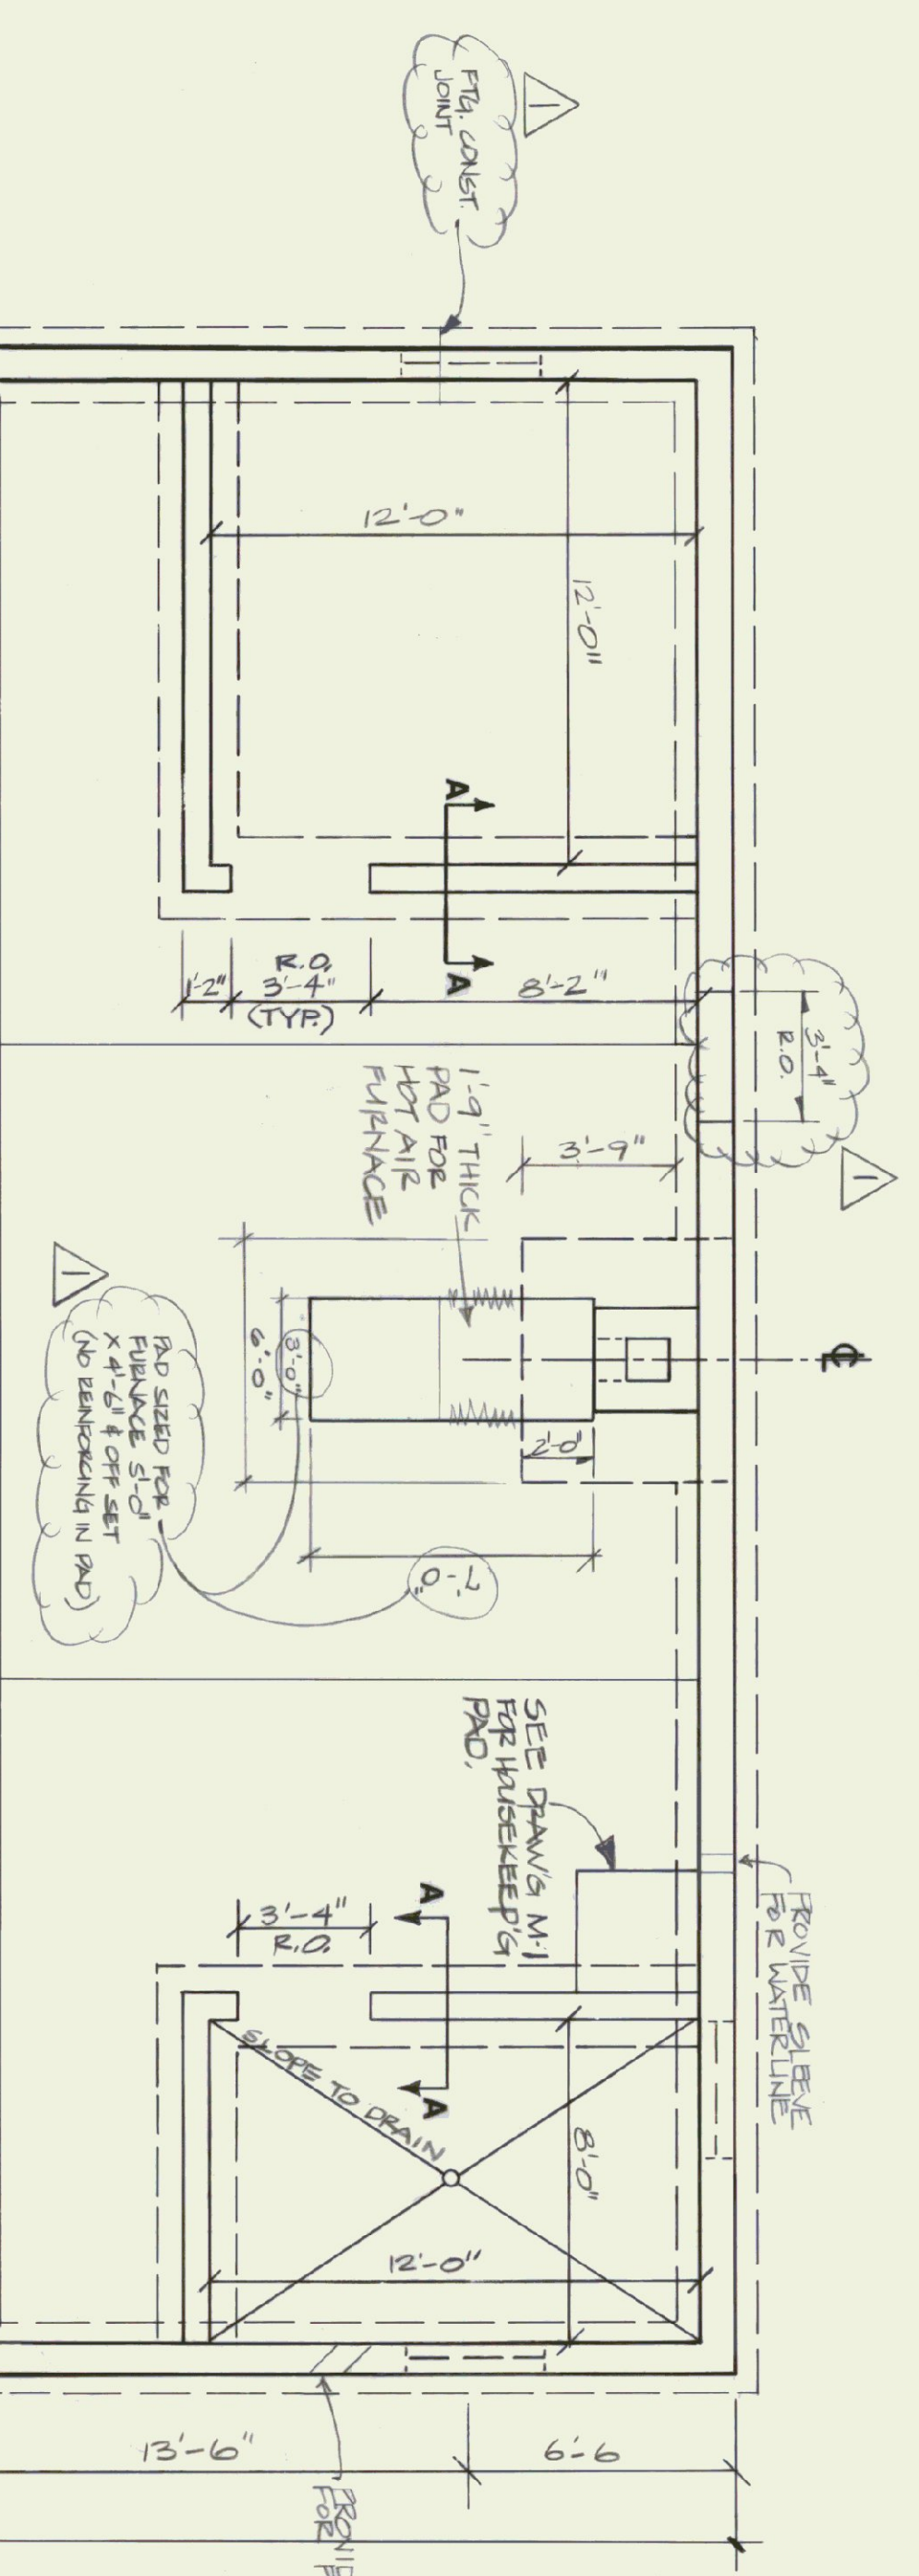 1
FTG. CONST.
JOINT
12'-0"
12'-0"
A
A
1'-2"
R.O.
3'-4"
(TYP.)
8'-2"
3'-4"
R.O.
1
1'-9" THICK
PAD FOR
HOT AIR
FURNACE
3'-9"
6'-0"
3'-0"
2'-0"
7'-0"
℄
1
PAD SIZED FOR
FURNACE 5'-0"
X 4'-6" & OFF SET
(NO REINFORCING IN PAD)
SEE DRAW'G M-1
FOR HOUSEKEEP'G
PAD.
PROVIDE SLEEVE
FOR WATERLINE
3'-4"
R.O.
A
A
SLOPE TO DRAIN
8'-0"
12'-0"
13'-6"
6'-6
FOR